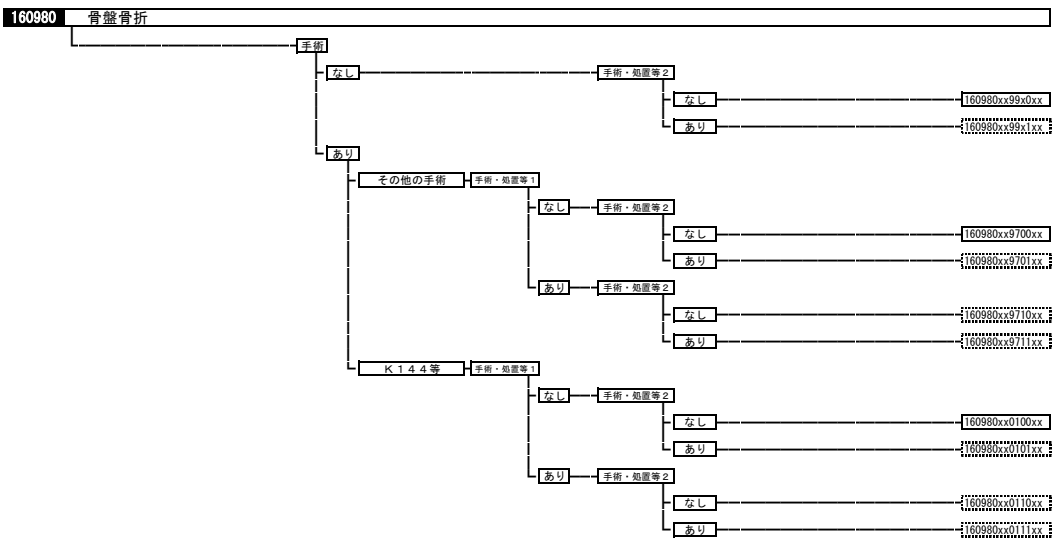 160980 骨盤骨折
手術
なし 手術・処置等2
なし 160980xx99x0xx
あり 160980xx99x1xx
あり
その他の手術 手術・処置等1
なし 手術・処置等2
なし 160980xx9700xx
あり 160980xx9701xx
あり 手術・処置等2
なし 160980xx9710xx
あり 160980xx9711xx
K144等 手術・処置等1
なし 手術・処置等2
なし 160980xx0100xx
あり 160980xx0101xx
あり 手術・処置等2
なし 160980xx0110xx
あり 160980xx0111xx